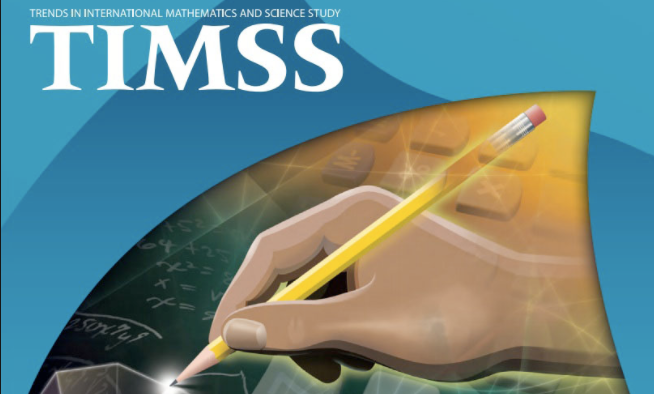 TRENDS IN INTERNATIONAL MATHEMATICS AND SCIENCE STUDY
TIMSS